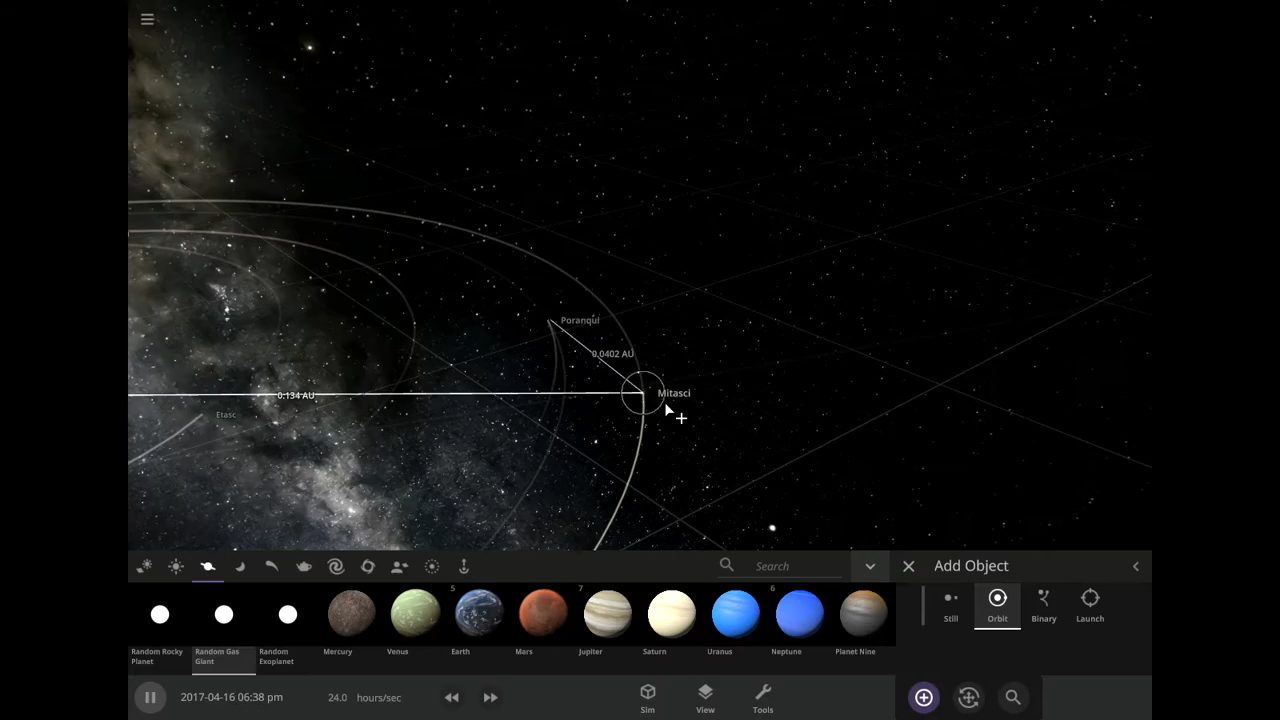 Poranqui
0.0402 AU
Mitasci
0.134 AU
Etasc
Search
Add Object
5
7
6
Still
Orbit
Binary
Launch
Random Rocky
Planet
Random Gas
Giant
Random
Exoplanet
Mercury
Venus
Earth
Mars
Jupiter
Saturn
Uranus
Neptune
Planet Nine
2017-04-16 06:38 pm
24.0 hours/sec
Sim
View
Tools